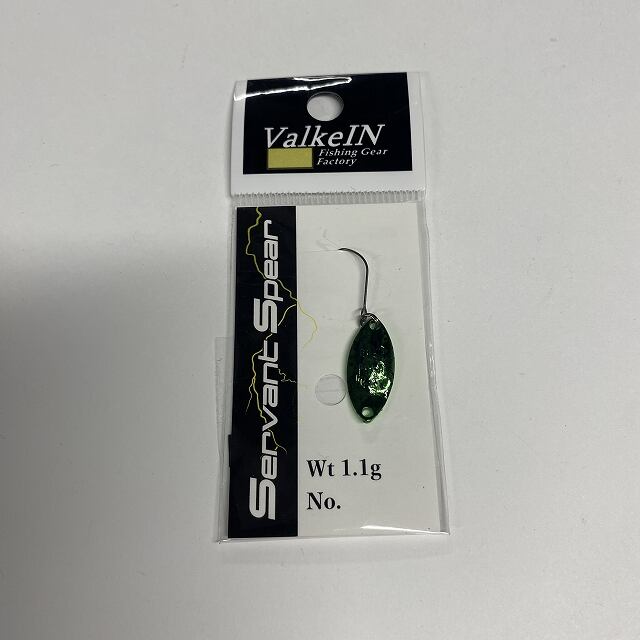 ValkeIN
Fishing Gear
Factory
Servant Spear
Wt 1.1g
No.